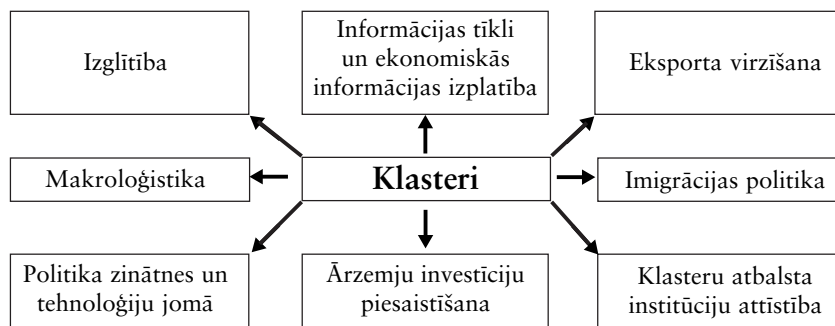 Izglītība
Informācijas tīkli
un ekonomiskās
informācijas izplatība
Eksporta virzīšana
Makroloģistika
Klasteri
Imigrācijas politika
Politika zinātnes un
tehnoloģiju jomā
Ārzemju investīciju
piesaistīšana
Klasteru atbalsta
institūciju attīstība